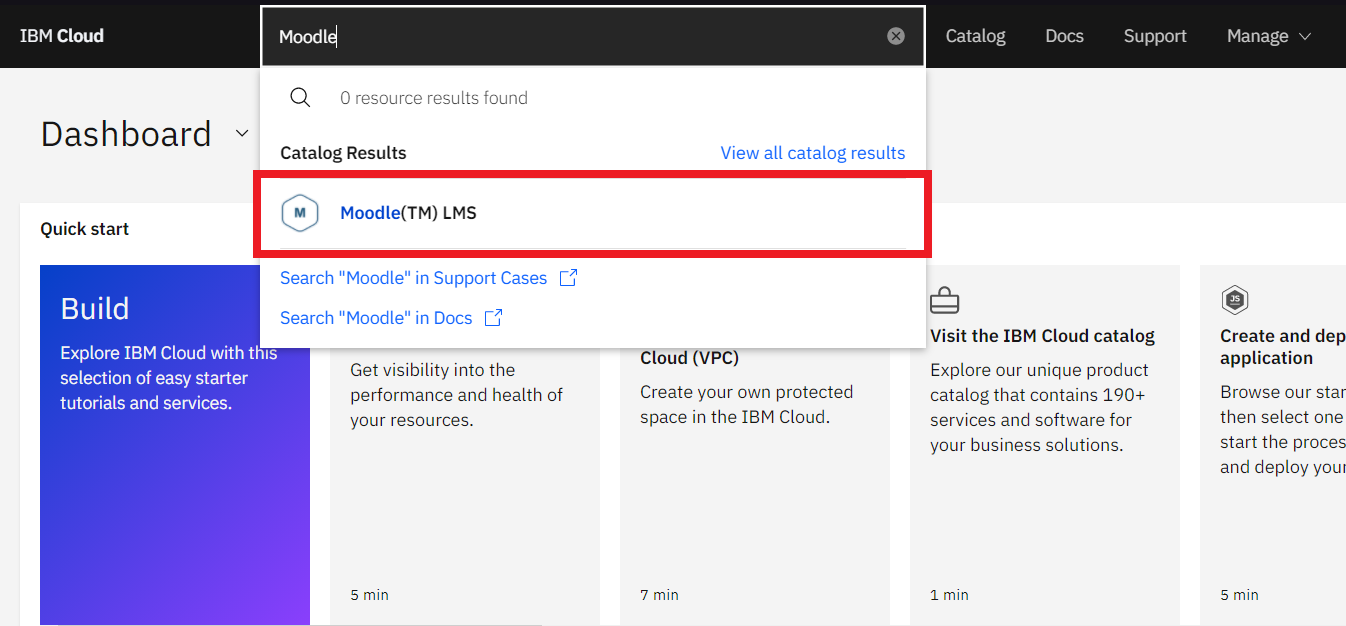 IBM Cloud
Moodle
Catalog
Docs
Support
Manage
0 resource results found
Dashboard
Catalog Results
View all catalog results
M
Moodle(TM) LMS
Quick start
Search "Moodle" in Support Cases
Search "Moodle" in Docs
Build
Explore IBM Cloud with this
selection of easy starter
tutorials and services.
Get visibility into the
performance and health of
your resources.
5 min
Cloud (VPC)
Create your own protected
space in the IBM Cloud.
7 min
Visit the IBM Cloud catalog
Explore our unique product
catalog that contains 190+
services and software for
your business solutions.
1 min
JS
Create and dep
application
Browse our star
then select one
start the proces
and deploy your
5 min